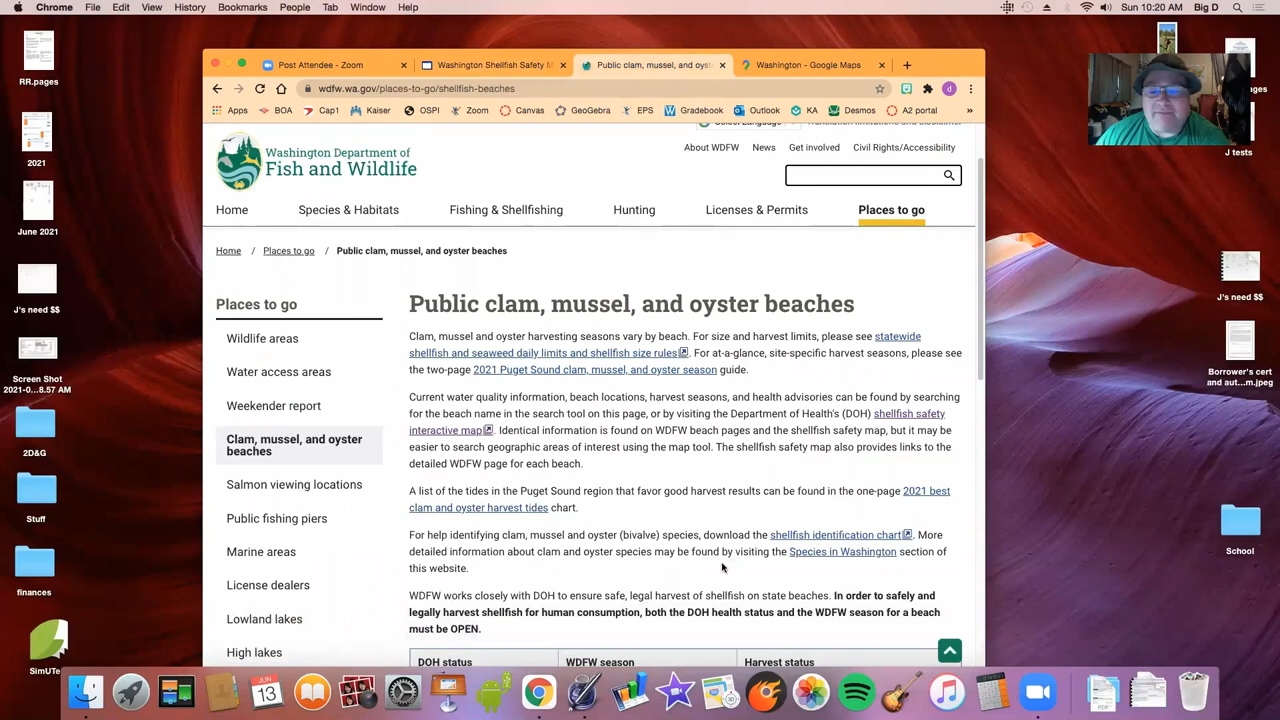 Chrome File Edit View History Bookmarks People Tab Window Help Sun 10:20 AM Big D
Post Attendee - Zoom × Washington Shellfish Safety M × Public clam, mussel, and oyste × Washington - Google Maps × +
wdfw.wa.gov/places-to-go/shellfish-beaches
Apps BOA Cap1 Kaiser OSPI Zoom Canvas GeoGebra EPS Gradebook Outlook KA Desmos A2 portal »
Washington Department of
Fish and Wildlife
About WDFW News Get involved Civil Rights/Accessibility
Home Species & Habitats Fishing & Shellfishing Hunting Licenses & Permits Places to go
Home / Places to go / Public clam, mussel, and oyster beaches
Places to go
Wildlife areas
Water access areas
Weekender report
Clam, mussel, and oyster
beaches
Salmon viewing locations
Public fishing piers
Marine areas
License dealers
Lowland lakes
High lakes
Public clam, mussel, and oyster beaches
Clam, mussel and oyster harvesting seasons vary by beach. For size and harvest limits, please see statewide
shellfish and seaweed daily limits and shellfish size rules. For at-a-glance, site-specific harvest seasons, please see
the two-page 2021 Puget Sound clam, mussel, and oyster season guide.
Current water quality information, beach locations, harvest seasons, and health advisories can be found by searching
for the beach name in the search tool on this page, or by visiting the Department of Health's (DOH) shellfish safety
interactive map. Identical information is found on WDFW beach pages and the shellfish safety map, but it may be
easier to search geographic areas of interest using the map tool. The shellfish safety map also provides links to the
detailed WDFW page for each beach.
A list of the tides in the Puget Sound region that favor good harvest results can be found in the one-page 2021 best
clam and oyster harvest tides chart.
For help identifying clam, mussel and oyster (bivalve) species, download the shellfish identification chart. More
detailed information about clam and oyster species may be found by visiting the Species in Washington section of
this website.
WDFW works closely with DOH to ensure safe, legal harvest of shellfish on state beaches. In order to safely and
legally harvest shellfish for human consumption, both the DOH health status and the WDFW season for a beach
must be OPEN.
DOH status WDFW season Harvest status
RR.pages
2021
June 2021
J's need $$
Screen Shot
2021-0...8.57 AM
2D&G
Stuff
finances
SimUTe
J tests
J's need $$
Borrower's cert
and aut...m.jpeg
School
JUN
13